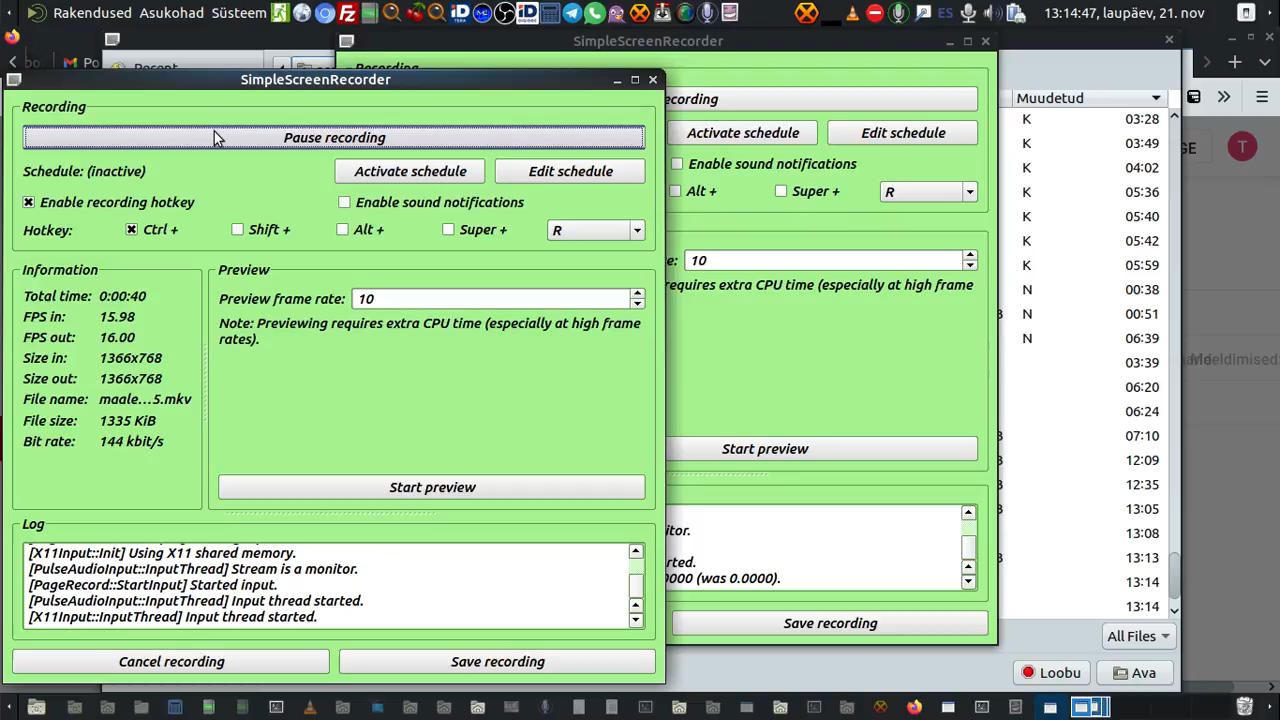 Rakendused Asukohad Süsteem
ES
13:14:47, laupäev, 21. nov
SimpleScreenRecorder
Recording
Recent
SimpleScreenRecorder
Recording
Pause recording
Schedule: (inactive)
Activate schedule
Edit schedule
Enable recording hotkey
Enable sound notifications
Hotkey:
Ctrl +
Shift +
Alt +
Super +
R
Information
Total time: 0:00:40
FPS in: 15.98
FPS out: 16.00
Size in: 1366x768
Size out: 1366x768
File name: maale…5.mkv
File size: 1335 KiB
Bit rate: 144 kbit/s
Preview
Preview frame rate: 10
Note: Previewing requires extra CPU time (especially at high frame
rates).
Start preview
Log
[X11Input::Init] Using X11 shared memory.
[PulseAudioInput::InputThread] Stream is a monitor.
[PageRecord::StartInput] Started input.
[PulseAudioInput::InputThread] Input thread started.
[X11Input::InputThread] Input thread started.
Cancel recording
Save recording
ecording
Activate schedule
Edit schedule
Enable sound notifications
Alt +
Super +
R
e: 10
requires extra CPU time (especially at high frame
Start preview
itor.
rted.
0000 (was 0.0000).
Save recording
Muudetud
K 03:28
K 03:49
K 04:02
K 05:36
K 05:40
K 05:42
K 05:59
N 00:38
N 00:51
N 06:39
03:39
06:20
06:24
07:10
12:09
12:35
13:05
13:08
13:13
13:14
13:14
All Files
Loobu
Ava
GE
T